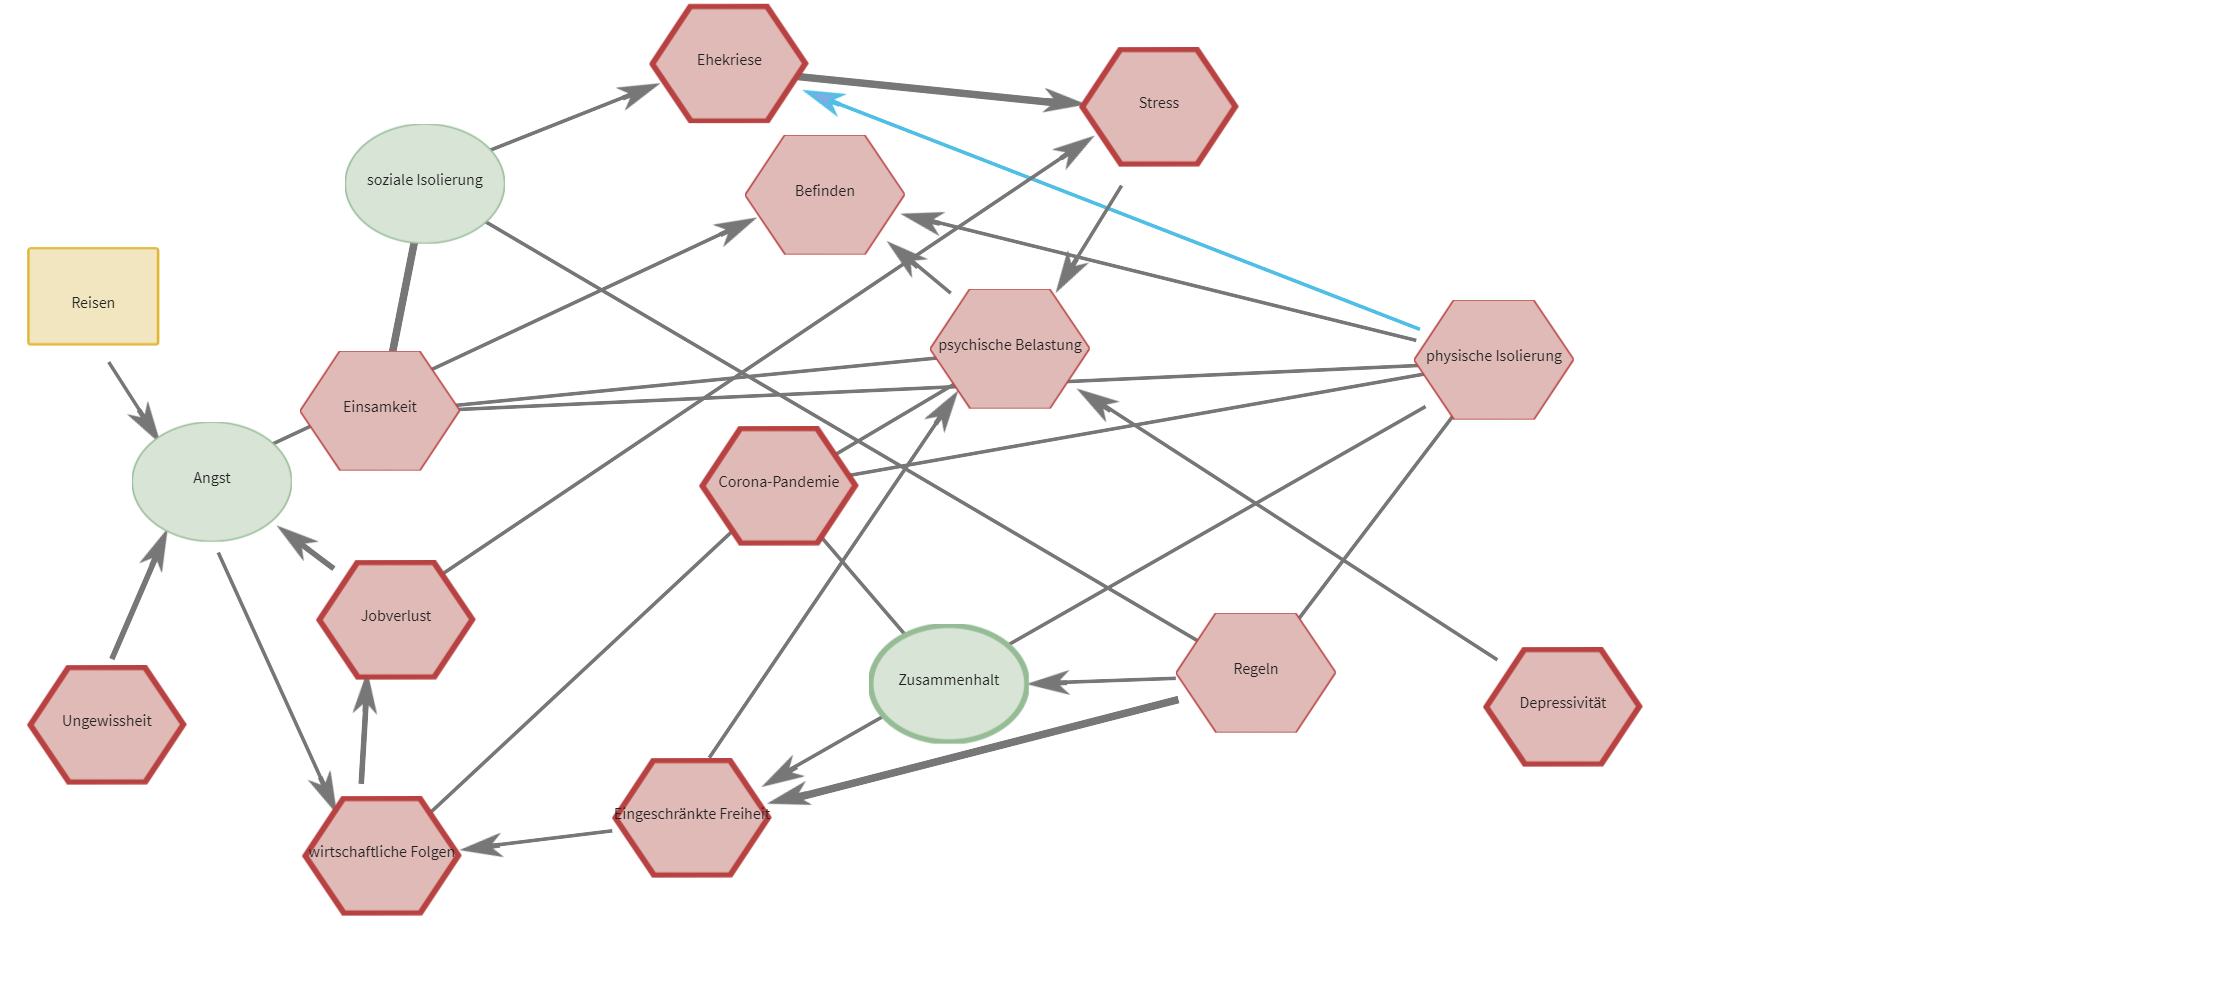 Ehekriese
Stress
soziale Isolierung
Befinden
Reisen
psychische Belastung
physische Isolierung
Einsamkeit
Angst
Corona-Pandemie
Jobverlust
Regeln
Zusammenhalt
Depressivität
Ungewissheit
Eingeschränkte Freiheit
wirtschaftliche Folgen